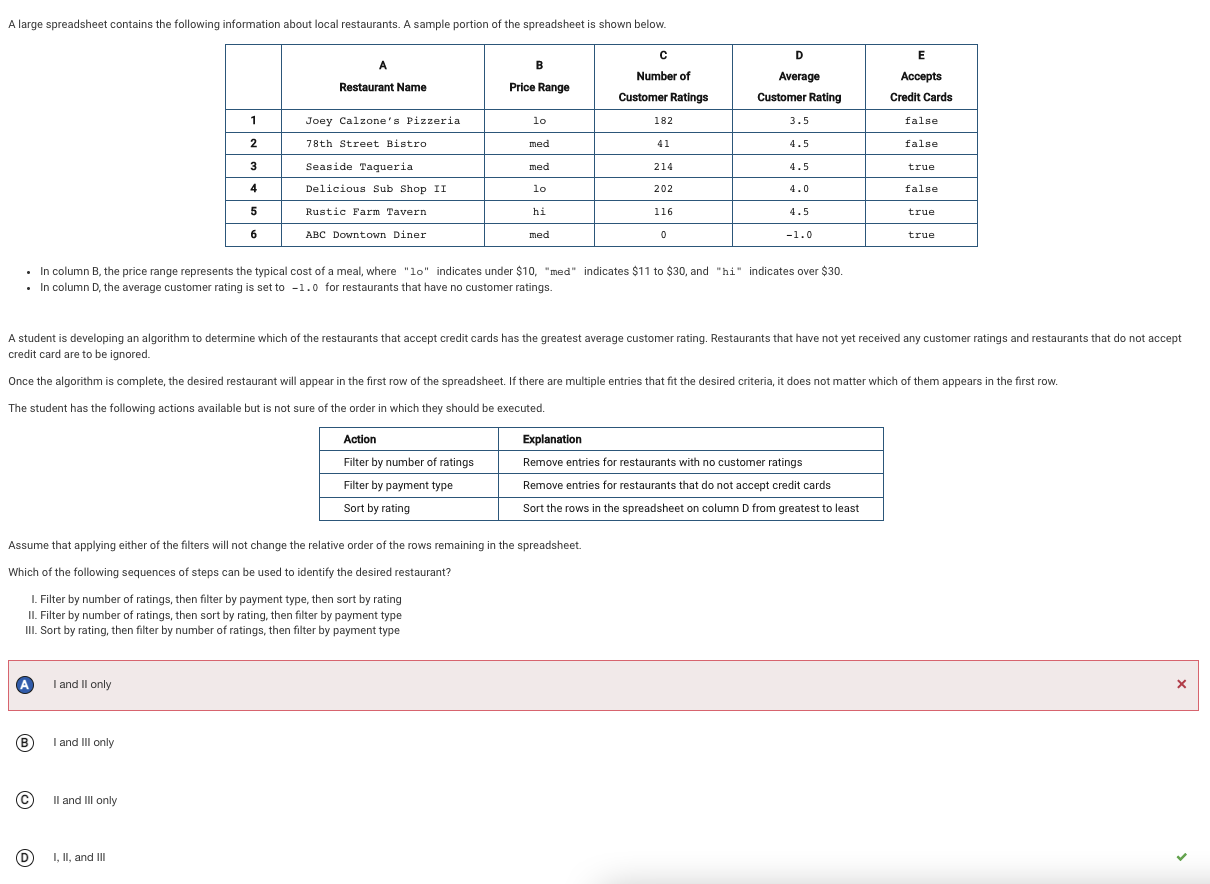 A large spreadsheet contains the following information about local restaurants. A sample portion of the spreadsheet is shown below.
A Restaurant Name B Price Range C Number of Customer Ratings D Average Customer Rating E Accepts Credit Cards
1 Joey Calzone's Pizzeria lo 182 3.5 false
2 78th Street Bistro med 41 4.5 false
3 Seaside Taqueria med 214 4.5 true
4 Delicious Sub Shop II lo 202 4.0 false
5 Rustic Farm Tavern hi 116 4.5 true
6 ABC Downtown Diner med 0 -1.0 true
• In column B, the price range represents the typical cost of a meal, where "lo" indicates under $10, "med" indicates $11 to $30, and "hi" indicates over $30.
• In column D, the average customer rating is set to -1.0 for restaurants that have no customer ratings.
A student is developing an algorithm to determine which of the restaurants that accept credit cards has the greatest average customer rating. Restaurants that have not yet received any customer ratings and restaurants that do not accept
credit card are to be ignored.
Once the algorithm is complete, the desired restaurant will appear in the first row of the spreadsheet. If there are multiple entries that fit the desired criteria, it does not matter which of them appears in the first row.
The student has the following actions available but is not sure of the order in which they should be executed.
Action Explanation
Filter by number of ratings Remove entries for restaurants with no customer ratings
Filter by payment type Remove entries for restaurants that do not accept credit cards
Sort by rating Sort the rows in the spreadsheet on column D from greatest to least
Assume that applying either of the filters will not change the relative order of the rows remaining in the spreadsheet.
Which of the following sequences of steps can be used to identify the desired restaurant?
I. Filter by number of ratings, then filter by payment type, then sort by rating
II. Filter by number of ratings, then sort by rating, then filter by payment type
III. Sort by rating, then filter by number of ratings, then filter by payment type
A I and II only
B I and III only
C II and III only
D I, II, and III